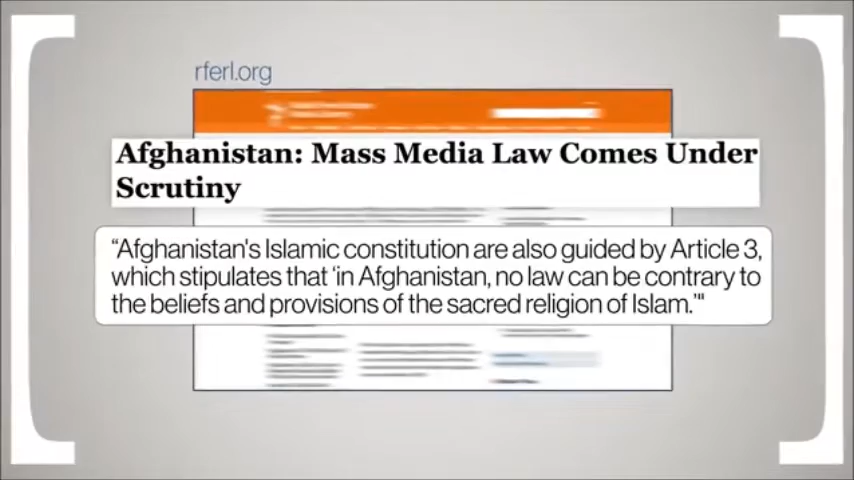 rferl.org
Afghanistan: Mass Media Law Comes Under
Scrutiny
“Afghanistan's Islamic constitution are also guided by Article 3,
which stipulates that ‘in Afghanistan, no law can be contrary to
the beliefs and provisions of the sacred religion of Islam.’"